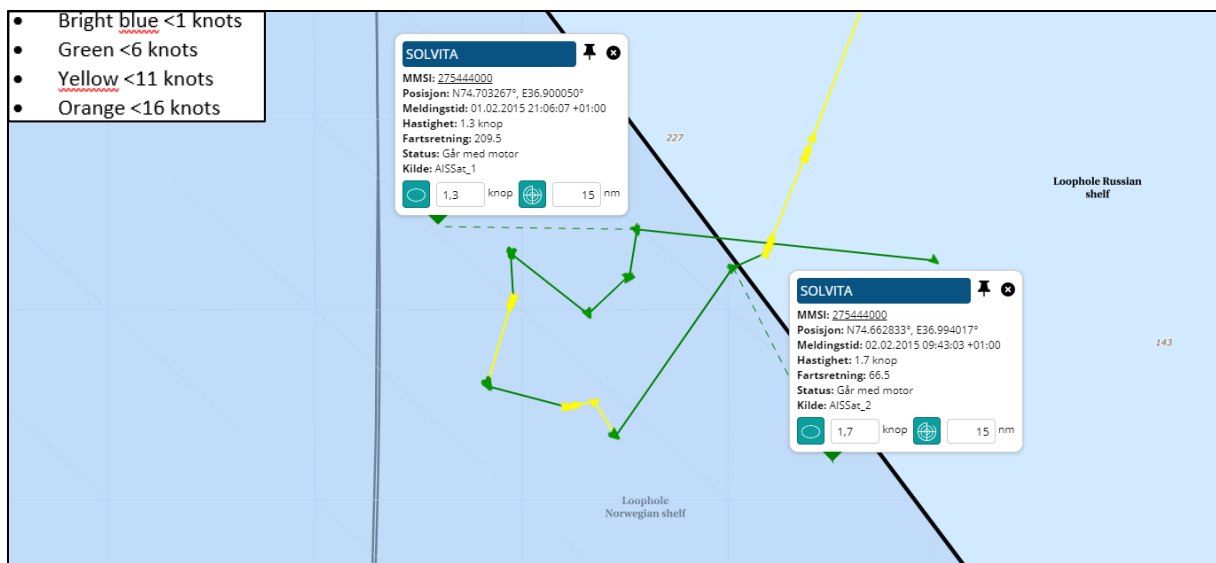 • Bright blue <1 knots
• Green <6 knots
• Yellow <11 knots
• Orange <16 knots
SOLVITA
MMSI: 275444000
Posisjon: N74.703267°, E36.900050°
Meldingstid: 01.02.2015 21:06:07 +01:00
Hastighet: 1.3 knop
Fartsretning: 209.5
Status: Går med motor
Kilde: AISSat_1
1,3 knop 15 nm
227
Loophole Russian
shelf
SOLVITA
MMSI: 275444000
Posisjon: N74.662833°, E36.994017°
Meldingstid: 02.02.2015 09:43:03 +01:00
Hastighet: 1.7 knop
Fartsretning: 66.5
Status: Går med motor
Kilde: AISSat_2
1,7 knop 15 nm
143
Loophole
Norwegian shelf